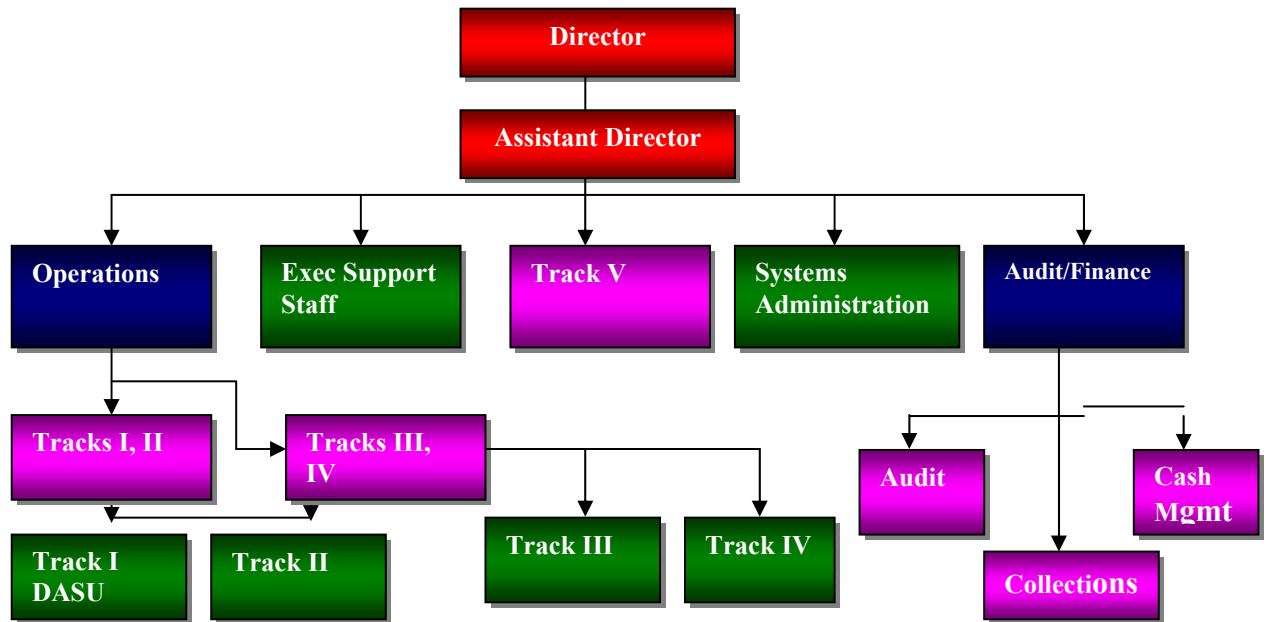 Director
Assistant Director
Operations
Exec Support
Staff
Track V
Systems
Administration
Audit/Finance
Tracks I, II
Tracks III,
IV
Audit
Cash
Mgmt
Track I
DASU
Track II
Track III
Track IV
Collections